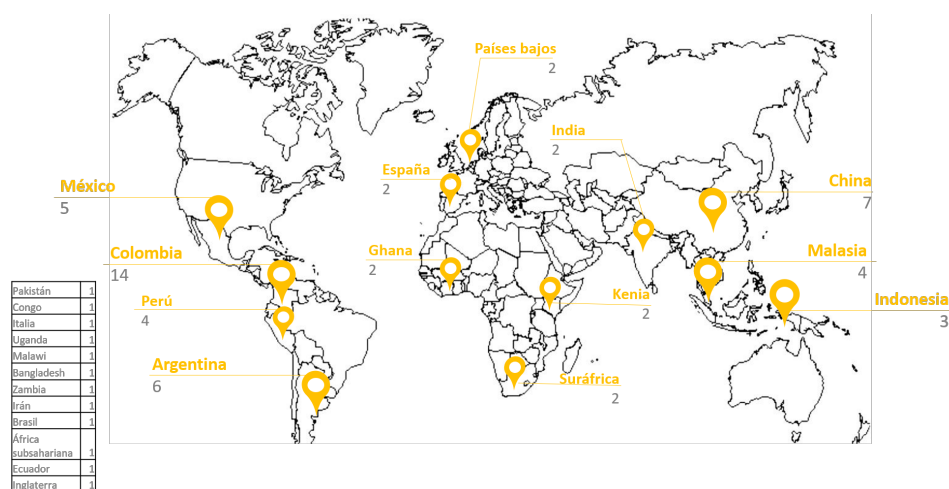 Países bajos
2
India
2
España
2
México
5
China
7
Colombia
14
Ghana
2
Malasia
4
Perú
4
Kenia
2
Indonesia
3
Argentina
6
Suráfrica
2
Pakistán 1
Congo 1
Italia 1
Uganda 1
Malawi 1
Bangladesh 1
Zambia 1
Irán 1
Brasil 1
África
subsahariana 1
Ecuador 1
Inglaterra 1